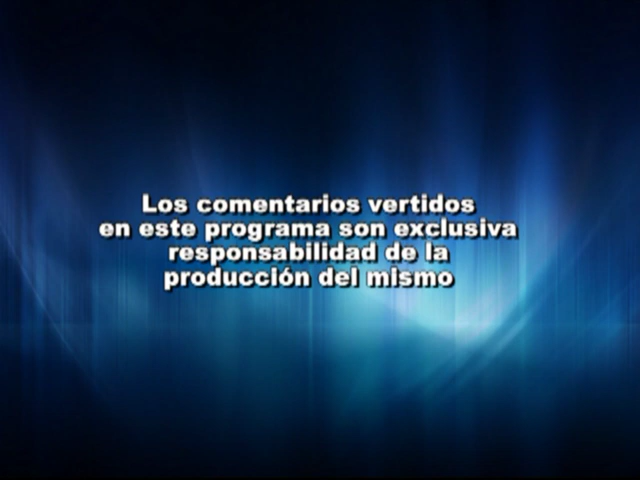 Los comentarios vertidos
en este programa son exclusiva
responsabilidad de la
producción del mismo